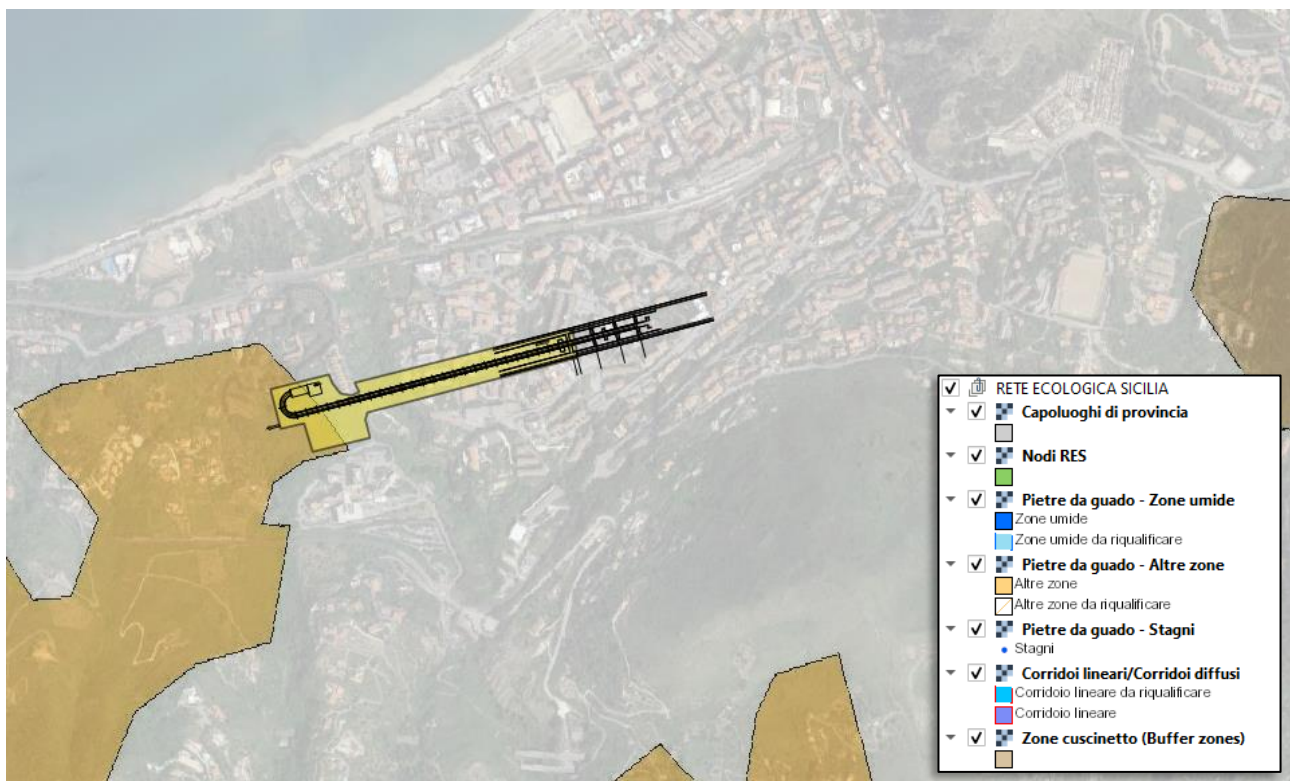 RETE ECOLOGICA SICILIA
Capoluoghi di provincia
Nodi RES
Pietre da guado - Zone umide
Zone umide
Zone umide da riqualificare
Pietre da guado - Altre zone
Altre zone
Altre zone da riqualificare
Pietre da guado - Stagni
Stagni
Corridoi lineari/Corridoi diffusi
Corridoio lineare da riqualificare
Corridoio lineare
Zone cuscinetto (Buffer zones)